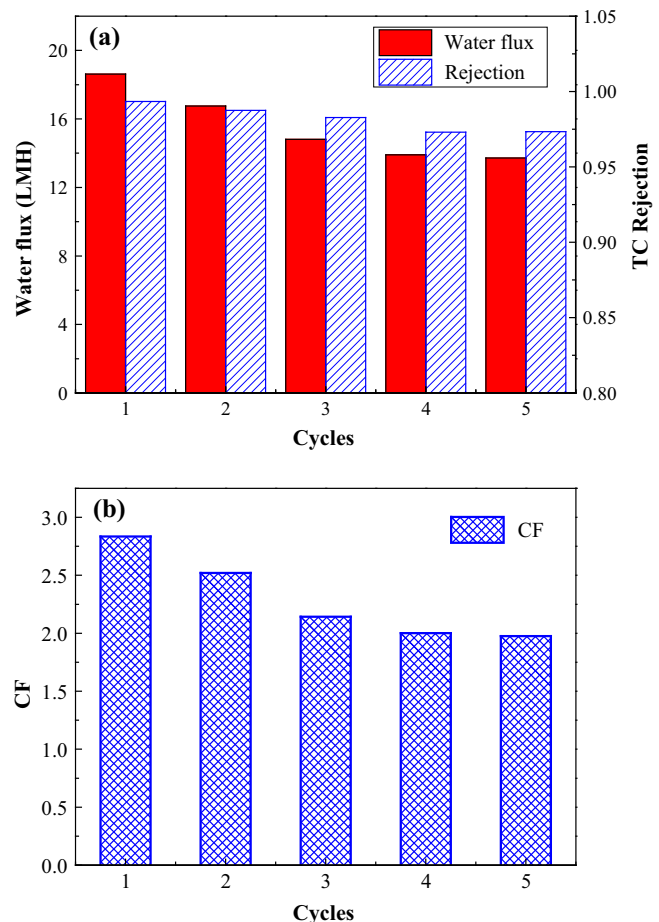 (a)
Water flux
Rejection
Water flux (LMH)
20
16
12
8
4
0
TC Rejection
1.05
1.00
0.95
0.90
0.85
0.80
1 2 3 4 5
Cycles
(b)
CF
CF
3.0
2.5
2.0
1.5
1.0
0.5
0.0
1 2 3 4 5
Cycles